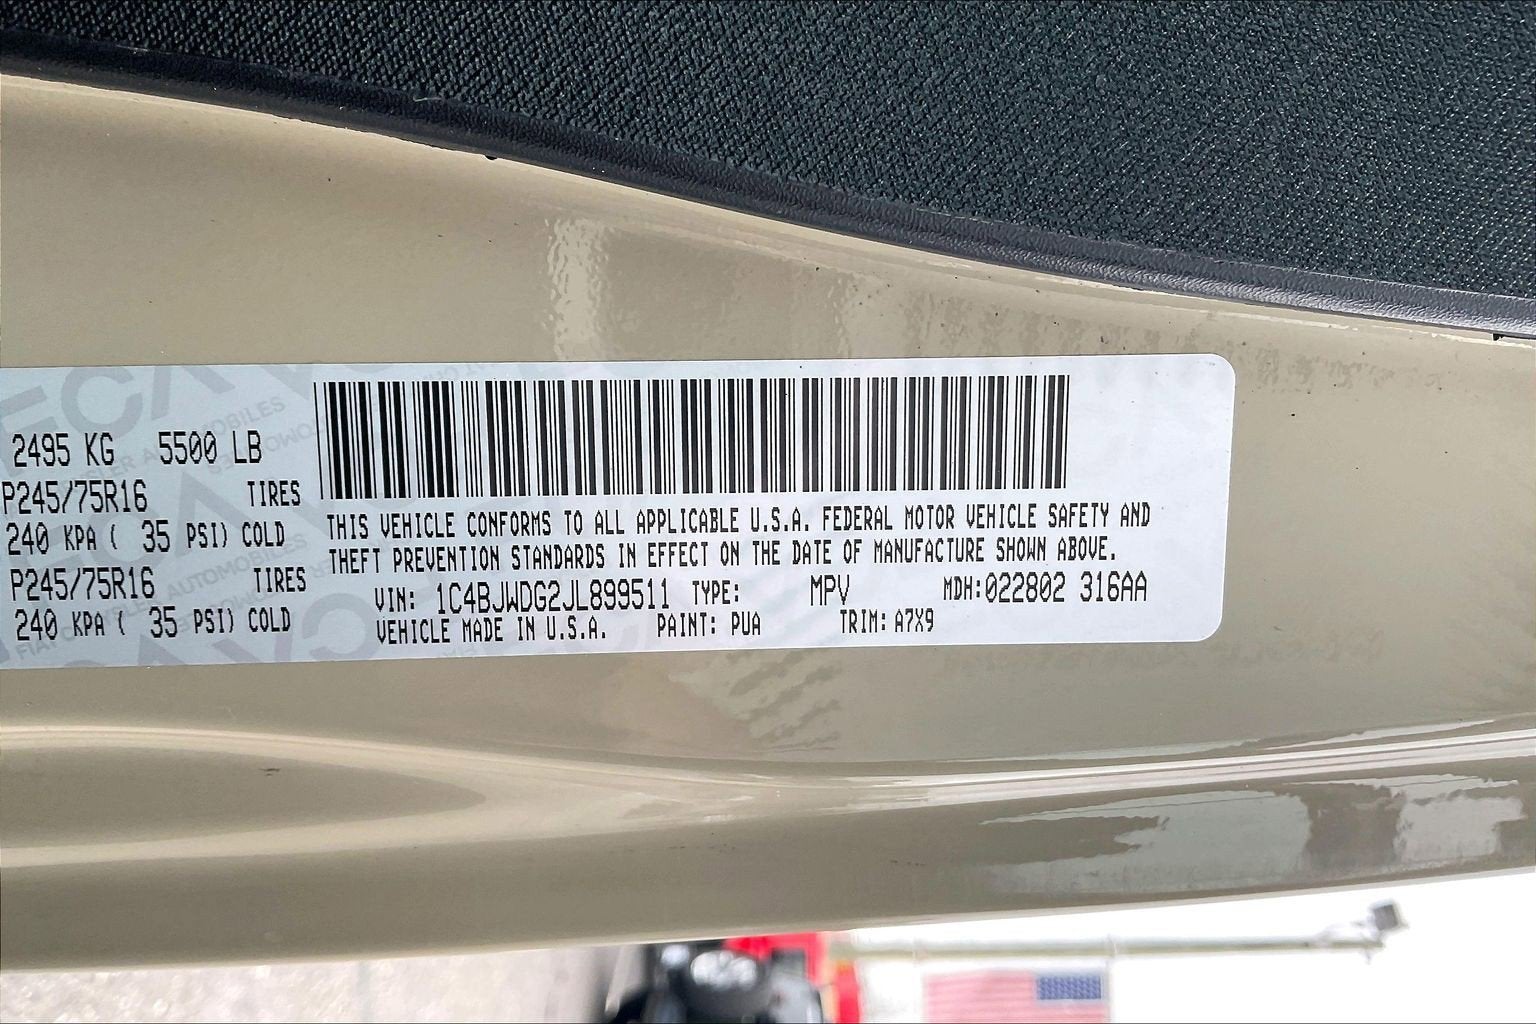 2495 KG 5500 LB
P245/75R16 TIRES
240 KPA ( 35 PSI) COLD
P245/75R16 TIRES
240 KPA ( 35 PSI) COLD
THIS VEHICLE CONFORMS TO ALL APPLICABLE U.S.A. FEDERAL MOTOR VEHICLE SAFETY AND
THEFT PREVENTION STANDARDS IN EFFECT ON THE DATE OF MANUFACTURE SHOWN ABOVE.
VIN: 1C4BJWDG2JL899511 TYPE: MPV MDH:022802 316AA
VEHICLE MADE IN U.S.A. PAINT: PUA TRIM: A7X9